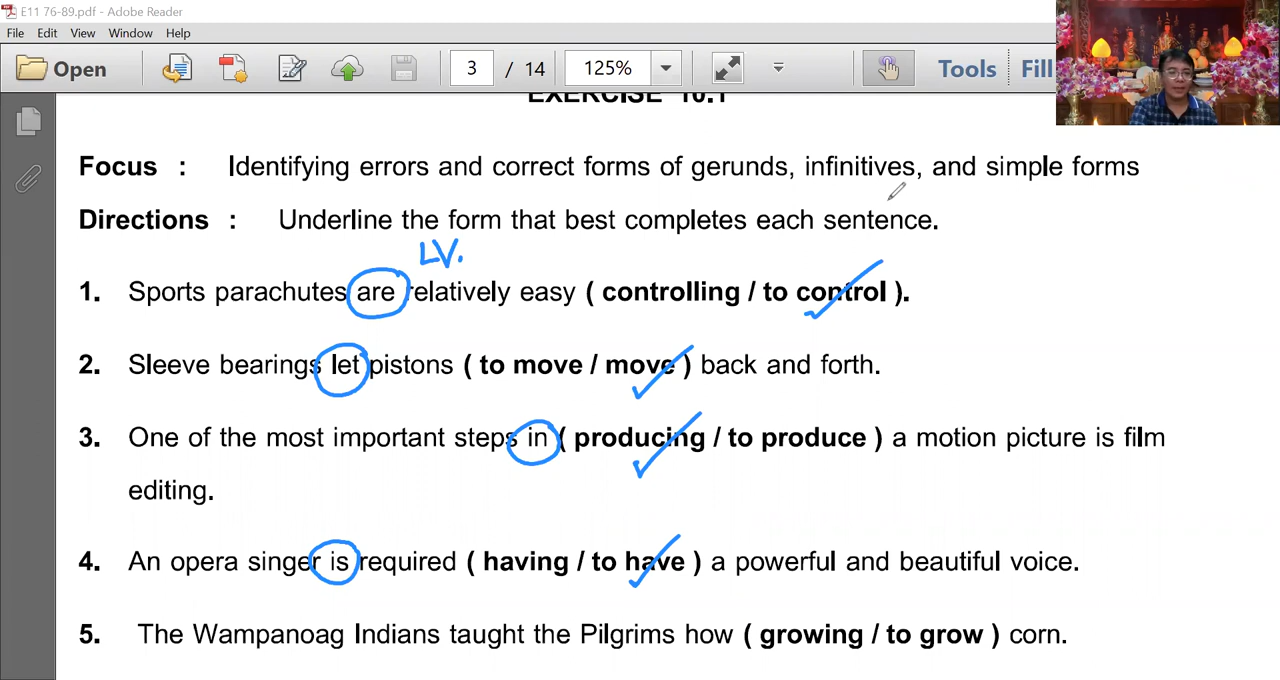 E11 76-89.pdf - Adobe Reader
File Edit View Window Help
Open 3 / 14 125% Tools Fill
EXERCISE 10.1
Focus : Identifying errors and correct forms of gerunds, infinitives, and simple forms
Directions : Underline the form that best completes each sentence.
LV.
1. Sports parachutes are relatively easy ( controlling / to control ).
2. Sleeve bearings let pistons ( to move / move ) back and forth.
3. One of the most important steps in ( producing / to produce ) a motion picture is film
editing.
4. An opera singer is required ( having / to have ) a powerful and beautiful voice.
5. The Wampanoag Indians taught the Pilgrims how ( growing / to grow ) corn.